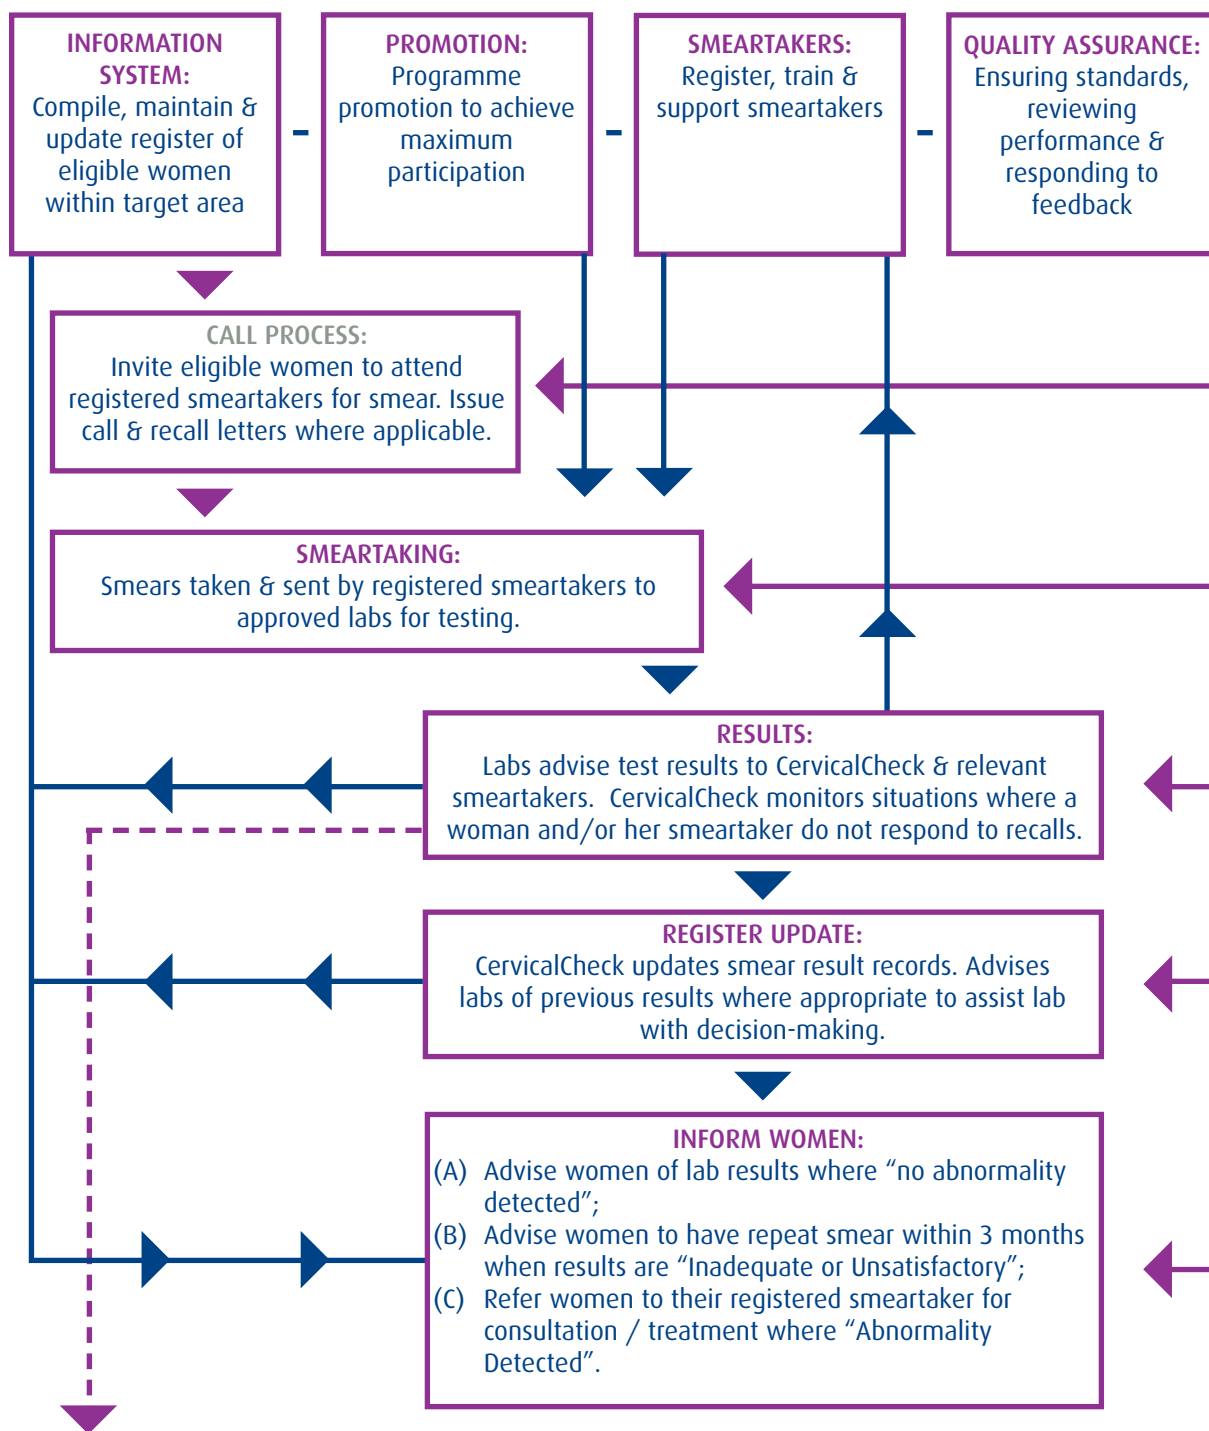 INFORMATION
SYSTEM:
Compile, maintain &
update register of
eligible women
within target area
PROMOTION:
Programme
promotion to achieve
maximum
participation
SMEARTAKERS:
Register, train &
support smeartakers
QUALITY ASSURANCE:
Ensuring standards,
reviewing
performance &
responding to
feedback
CALL PROCESS:
Invite eligible women to attend
registered smeartakers for smear. Issue
call & recall letters where applicable.
SMEARTAKING:
Smears taken & sent by registered smeartakers to
approved labs for testing.
RESULTS:
Labs advise test results to CervicalCheck & relevant
smeartakers. CervicalCheck monitors situations where a
woman and/or her smeartaker do not respond to recalls.
REGISTER UPDATE:
CervicalCheck updates smear result records. Advises
labs of previous results where appropriate to assist lab
with decision-making.
INFORM WOMEN:
(A) Advise women of lab results where “no abnormality
detected”;
(B) Advise women to have repeat smear within 3 months
when results are “Inadequate or Unsatisfactory”;
(C) Refer women to their registered smeartaker for
consultation / treatment where “Abnormality
Detected”.